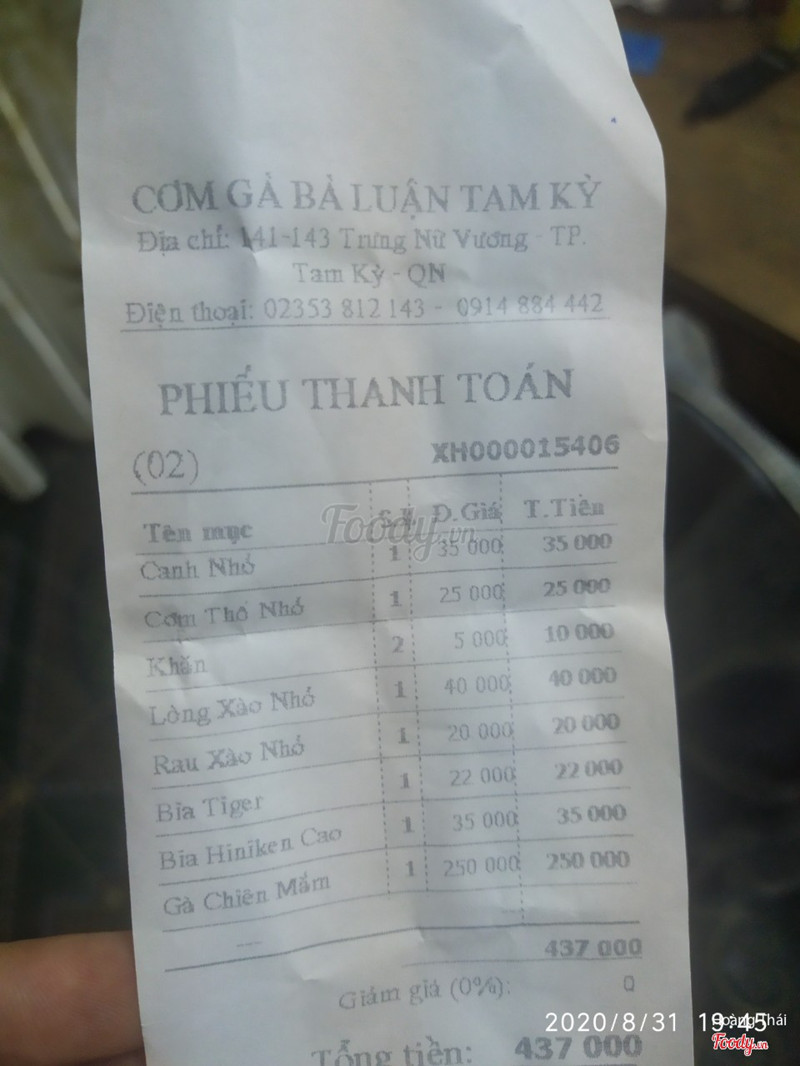 CƠM GÀ BÀ LUẬN TAM KỲ
Địa chỉ: 141-143 Trưng Nữ Vương - TP.
Tam Kỳ - QN
Điện thoại: 02353 812 143 - 0914 884 442
PHIẾU THANH TOÁN
(02) XH000015406
Tên mục Đ.Giá T.Tiền
Canh Nhỏ 1 35 000 35 000
Cơm Thố Nhỏ 1 25 000 25 000
Khăn 2 5 000 10 000
Lòng Xào Nhỏ 1 40 000 40 000
Rau Xào Nhỏ 1 20 000 20 000
Bia Tiger 1 22 000 22 000
Bia Hiniken Cao 1 35 000 35 000
Gà Chiên Mắm 1 250 000 250 000
---
437 000
Giảm giá (0%): 0
Tổng tiền: 437 000
Foody.vn
2020/8/31 19:45
Hoàng Thái
Foody.vn